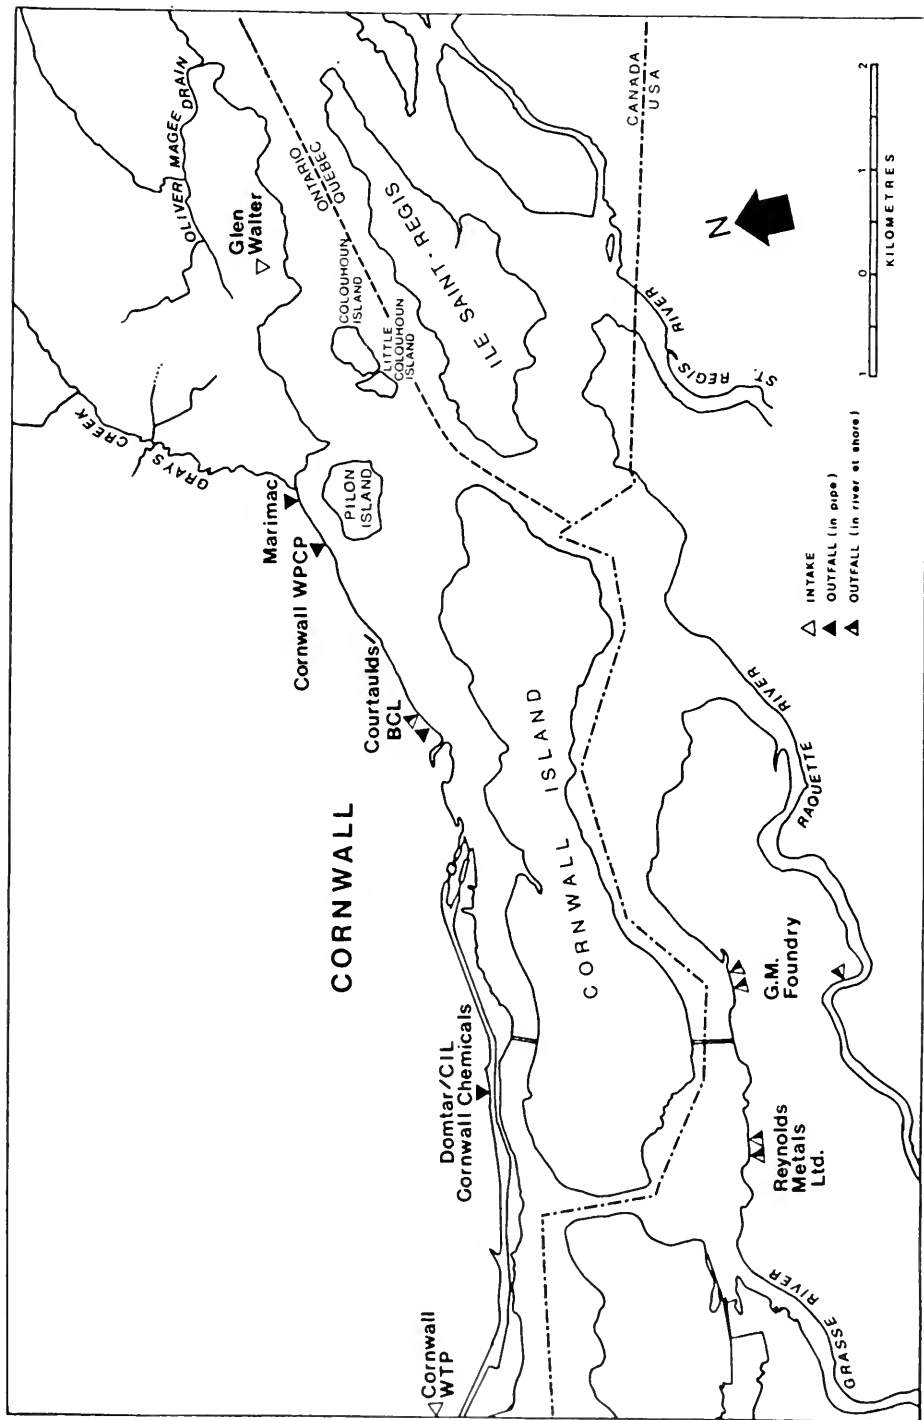 OLIVER MAGEE DRAIN
Glen
Walter
GRAYS CREEK
ONTARIO
QUEBEC
COLQUHOUN
ISLAND
LITTLE
COLQUHOUN
ISLAND
ILE SAINT-REGIS
CANADA
USA
ST. REGIS RIVER
Marimac
Cornwall WPCP
PILON
ISLAND
Courtaulds
BCL
CORNWALL
CORNWALL ISLAND
RAQUETTE RIVER
Domtar/CIL
Cornwall Chemicals
G.M.
Foundry
Reynolds
Metals
Ltd.
Cornwall
WTP
GRASSE RIVER
N
1 0 1 2
KILOMETRES
INTAKE
OUTFALL (in pipe)
OUTFALL (in river at shore)